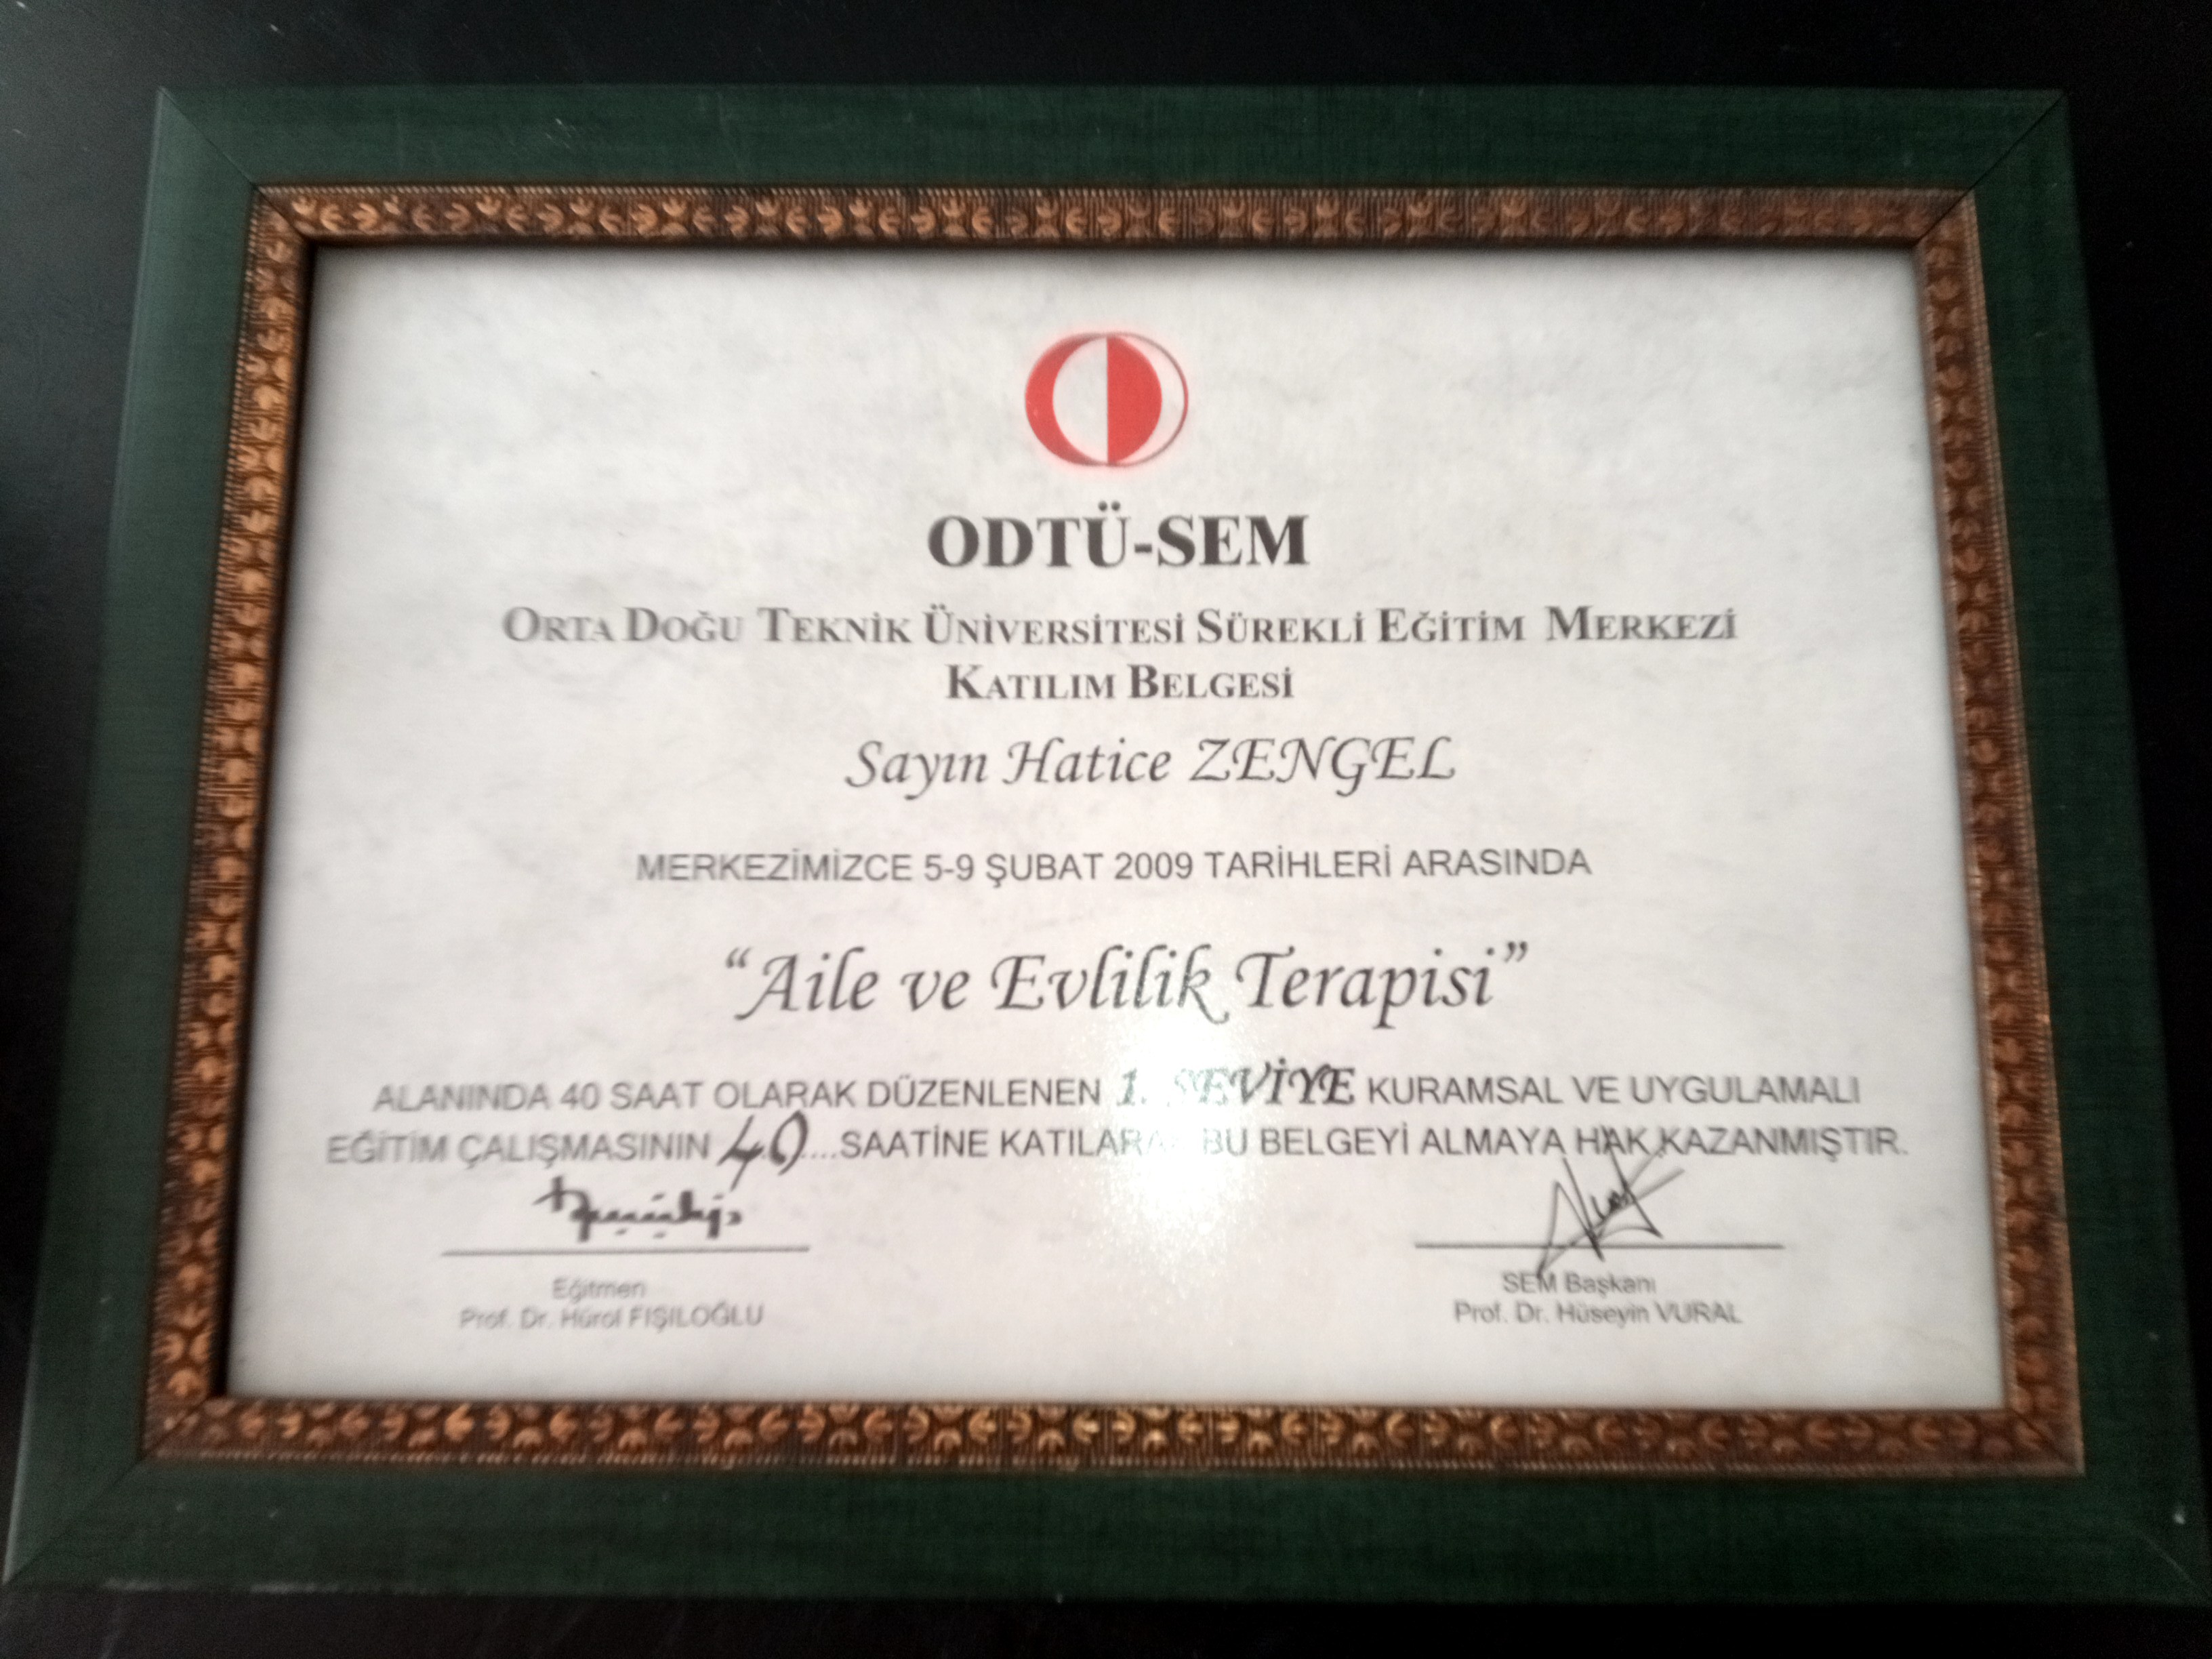 ODTÜ-SEM
ORTA DOĞU TEKNİK ÜNİVERSİTESİ SÜREKLİ EĞİTİM MERKEZİ
KATILIM BELGESİ
Sayın Hatice ZENGEL
MERKEZİMİZCE 5-9 ŞUBAT 2009 TARİHLERİ ARASINDA
“Aile ve Evlilik Terapisi”
ALANINDA 40 SAAT OLARAK DÜZENLENEN 1. SEVİYE KURAMSAL VE UYGULAMALI
EĞİTİM ÇALIŞMASININ 40....SAATİNE KATILARAK BU BELGEYİ ALMAYA HAK KAZANMIŞTIR.
Eğitmen
Prof. Dr. Hürol FIŞILOĞLU
SEM Başkanı
Prof. Dr. Hüseyin VURAL